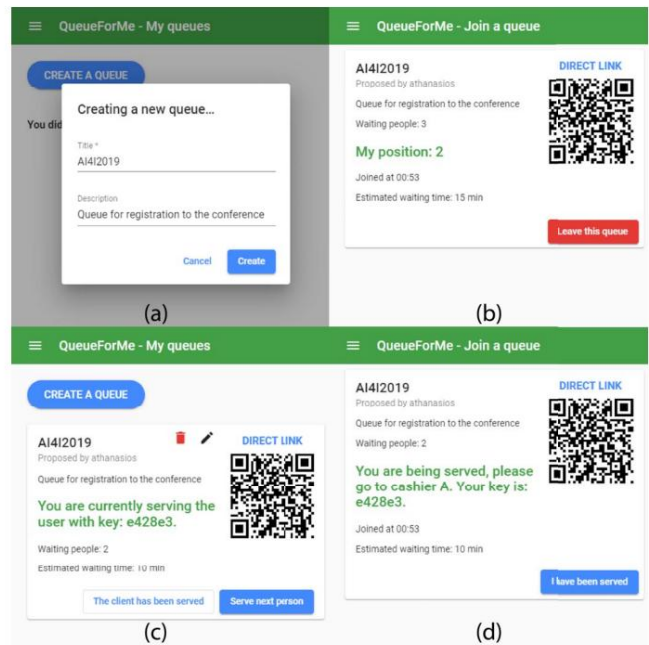 QueueForMe - My queues
CREATE A QUEUE
You did
Creating a new queue...
Title *
AI4I2019
Description
Queue for registration to the conference
Cancel
Create
(a)
QueueForMe - Join a queue
AI4I2019
DIRECT LINK
Proposed by athanasios
Queue for registration to the conference
Waiting people: 3
My position: 2
Joined at 00:53
Estimated waiting time: 15 min
Leave this queue
(b)
QueueForMe - My queues
CREATE A QUEUE
AI4I2019
DIRECT LINK
Proposed by athanasios
Queue for registration to the conference
You are currently serving the
user with key: e428e3.
Waiting people: 2
Estimated waiting time: 10 min
The client has been served
Serve next person
(c)
QueueForMe - Join a queue
AI4I2019
DIRECT LINK
Proposed by athanasios
Queue for registration to the conference
Waiting people: 2
You are being served, please
go to cashier A. Your key is:
e428e3.
Joined at 00:53
Estimated waiting time: 10 min
I have been served
(d)